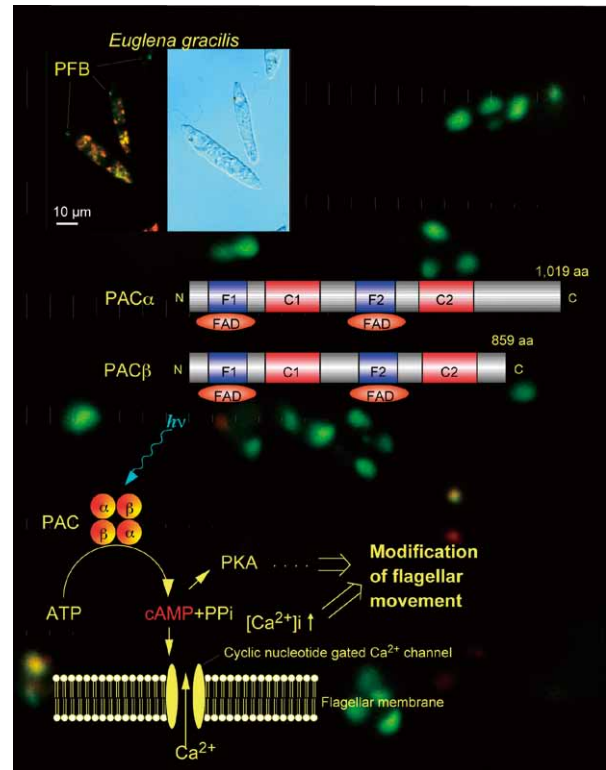 Euglena gracilis
PFB
10 µm
1,019 aa
PACα N F1 C1 F2 C2 C
FAD FAD
859 aa
PACβ N F1 C1 F2 C2 C
FAD FAD
hν
α β
PAC
β α
PKA . . . .
Modification
of flagellar
movement
ATP
cAMP+PPi
[Ca²⁺]i ↑
Cyclic nucleotide gated Ca²⁺ channel
Flagellar membrane
Ca²⁺